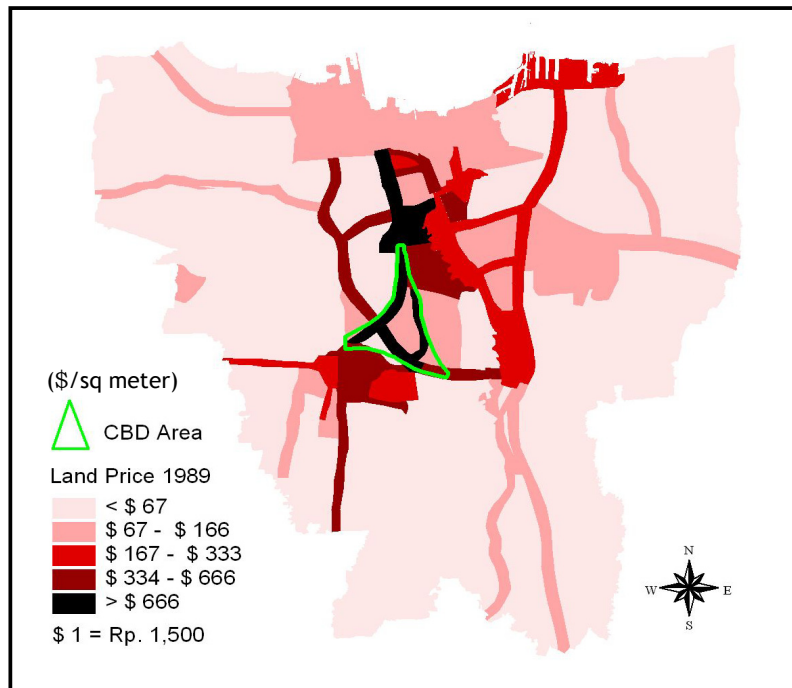 ($/sq meter)
CBD Area
Land Price 1989
< $ 67
$ 67 - $ 166
$ 167 - $ 333
$ 334 - $ 666
> $ 666
$ 1 = Rp. 1,500
N
W E
S